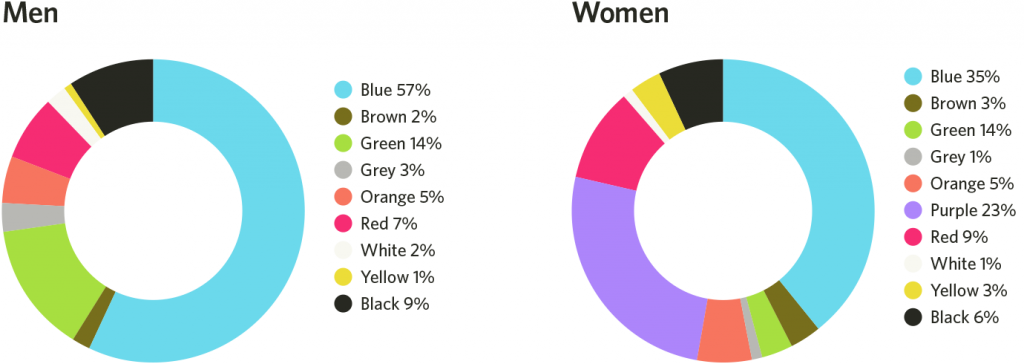 Men
Blue 57%
Brown 2%
Green 14%
Grey 3%
Orange 5%
Red 7%
White 2%
Yellow 1%
Black 9%
Women
Blue 35%
Brown 3%
Green 14%
Grey 1%
Orange 5%
Purple 23%
Red 9%
White 1%
Yellow 3%
Black 6%